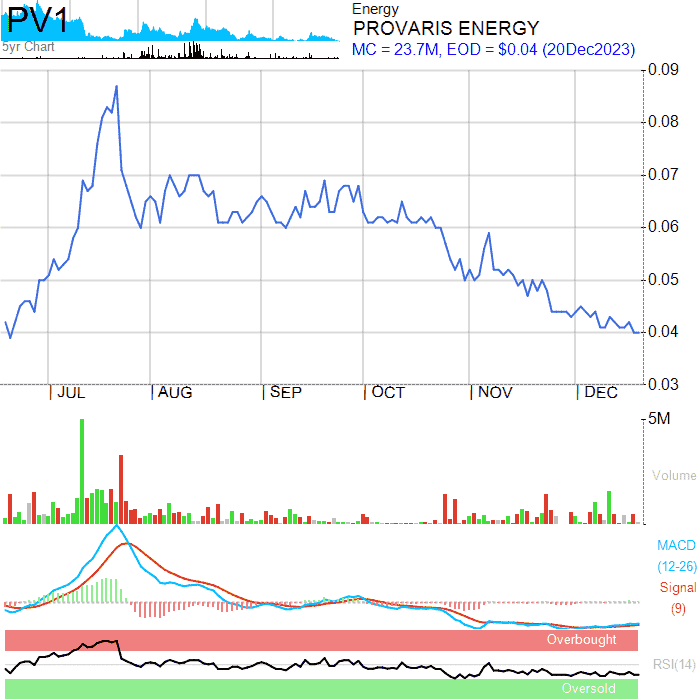 PV1
5yr Chart
Energy
PROVARIS ENERGY
MC = 23.7M, EOD = $0.04 (20Dec2023)
0.09
0.08
0.07
0.06
0.05
0.04
0.03
JUL AUG SEP OCT NOV DEC
5M
Volume
MACD
(12-26)
Signal
(9)
Overbought
RSI(14)
Oversold